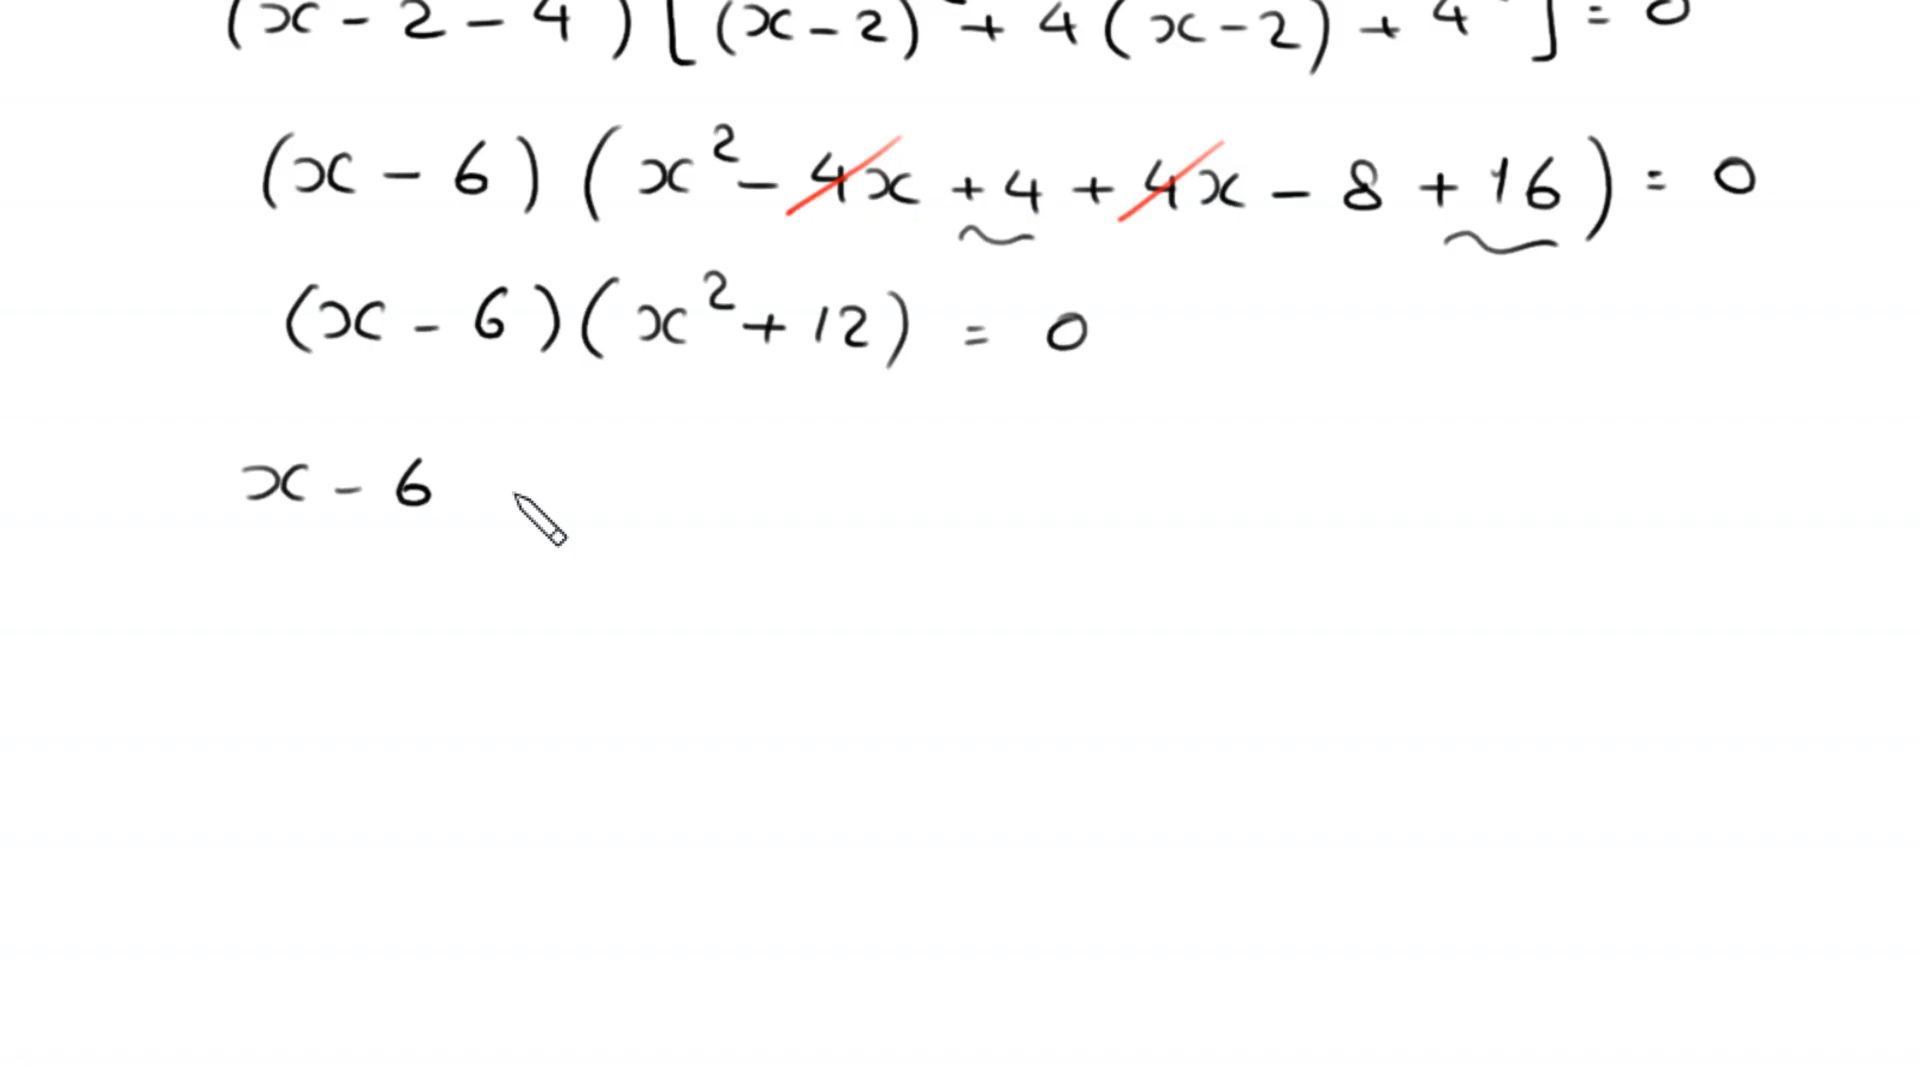 (x - 2 - 4)[(x - 2)² + 4(x - 2) + 4²] = 0
(x - 6)(x² - 4x + 4 + 4x - 8 + 16) = 0
(x - 6)(x² + 12) = 0
x - 6